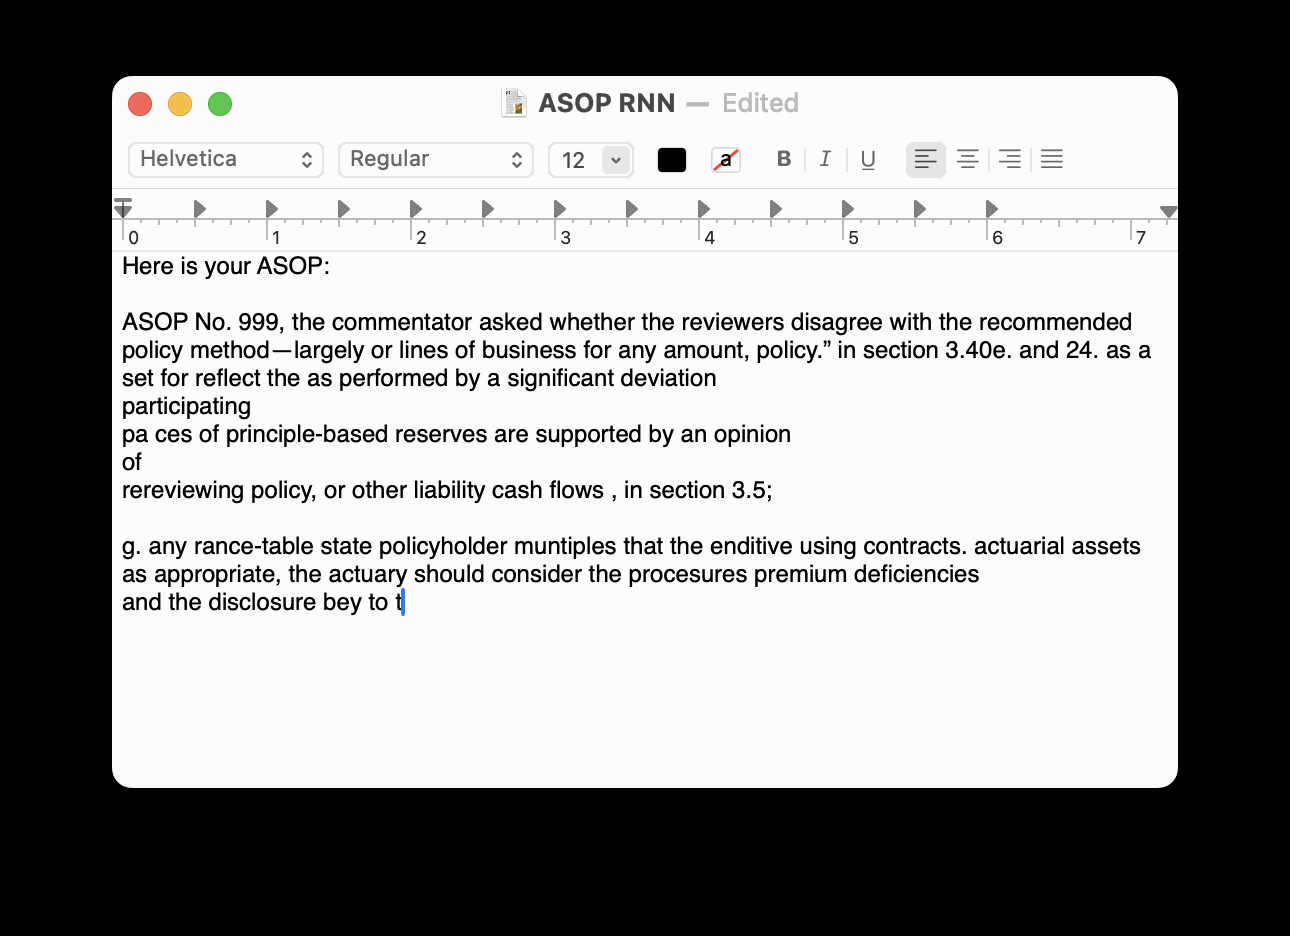 ASOP RNN — Edited
Helvetica Regular 12 a B I U
0 1 2 3 4 5 6 7
Here is your ASOP:
ASOP No. 999, the commentator asked whether the reviewers disagree with the recommended
policy method—largely or lines of business for any amount, policy.” in section 3.40e. and 24. as a
set for reflect the as performed by a significant deviation
participating
pa ces of principle-based reserves are supported by an opinion
of
rereviewing policy, or other liability cash flows , in section 3.5;
g. any rance-table state policyholder muntiples that the enditive using contracts. actuarial assets
as appropriate, the actuary should consider the procesures premium deficiencies
and the disclosure bey to t